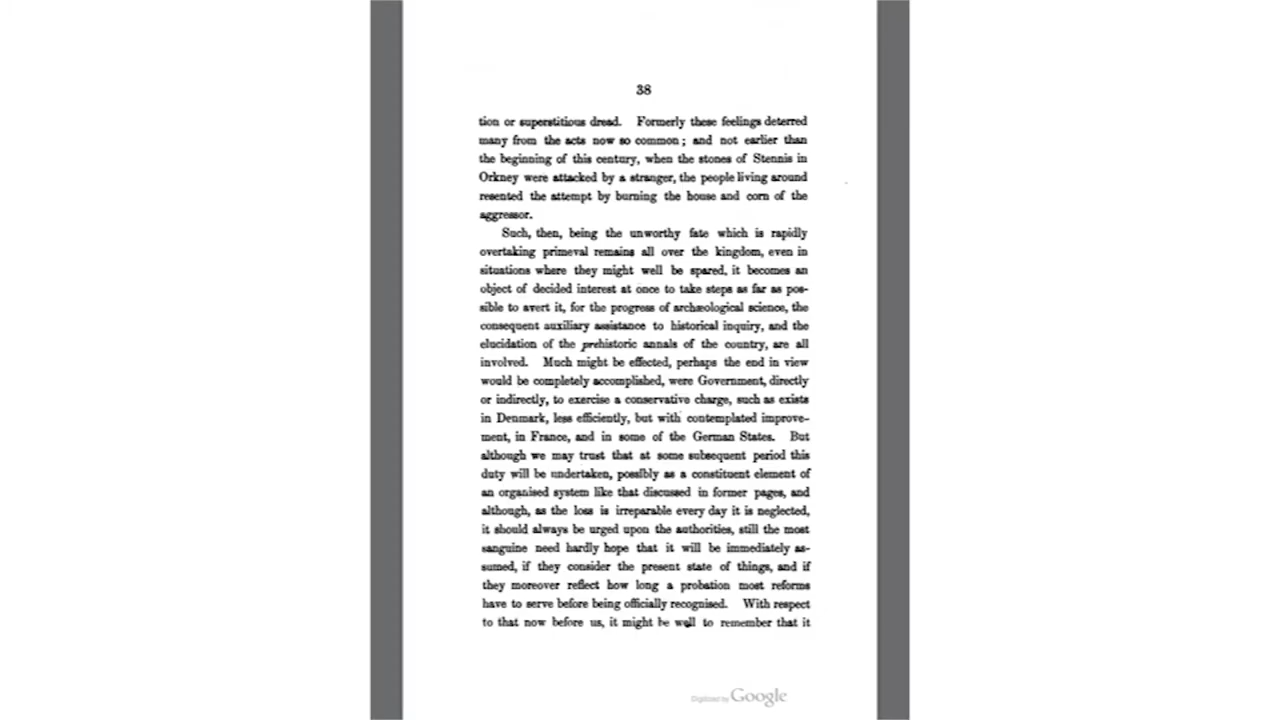 38
tion or superstitious dread. Formerly these feelings deterred
many from the acts now so common; and not earlier than
the beginning of this century, when the stones of Stennis in
Orkney were attacked by a stranger, the people living around
resented the attempt by burning the house and corn of the
aggressor.
Such, then, being the unworthy fate which is rapidly
overtaking primeval remains all over the kingdom, even in
situations where they might well be spared, it becomes an
object of decided interest at once to take steps as far as pos-
sible to avert it, for the progress of archæological science, the
consequent auxiliary assistance to historical inquiry, and the
elucidation of the prehistoric annals of the country, are all
involved. Much might be effected, perhaps the end in view
would be completely accomplished, were Government, directly
or indirectly, to exercise a conservative charge, such as exists
in Denmark, less efficiently, but with contemplated improve-
ment, in France, and in some of the German States. But
although we may trust that at some subsequent period this
duty will be undertaken, possibly as a constituent element of
an organised system like that discussed in former pages, and
although, as the loss is irreparable every day it is neglected,
it should always be urged upon the authorities, still the most
sanguine need hardly hope that it will be immediately as-
sumed, if they consider the present state of things, and if
they moreover reflect how long a probation most reforms
have to serve before being officially recognised. With respect
to that now before us, it might be well to remember that it
Digitized by Google